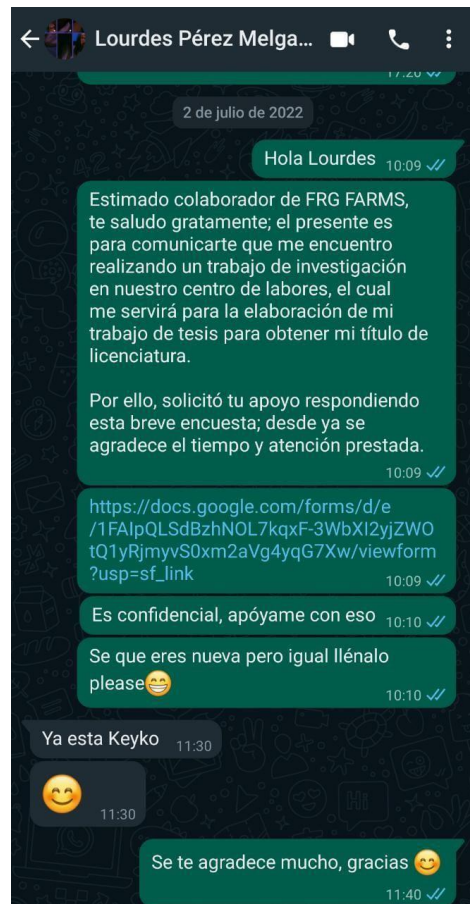 Lourdes Pérez Melga...
17:20
2 de julio de 2022
Hola Lourdes 10:09
Estimado colaborador de FRG FARMS,
te saludo gratamente; el presente es
para comunicarte que me encuentro
realizando un trabajo de investigación
en nuestro centro de labores, el cual
me servirá para la elaboración de mi
trabajo de tesis para obtener mi título de
licenciatura.
Por ello, solicitó tu apoyo respondiendo
esta breve encuesta; desde ya se
agradece el tiempo y atención prestada.
10:09
https://docs.google.com/forms/d/e
/1FAIpQLSdBzhNOL7kqxF-3WbXI2yjZWO
tQ1yRjmyvS0xm2aVg4yqG7Xw/viewform
?usp=sf_link
10:09
Es confidencial, apóyame con eso 10:10
Se que eres nueva pero igual llénalo
please😁
10:10
Ya esta Keyko 11:30
😊
11:30
Se te agradece mucho, gracias 😊
11:40